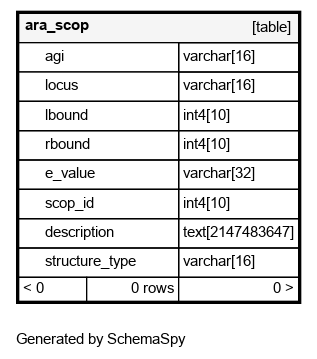 ara_scop [table]
agi varchar[16]
locus varchar[16]
lbound int4[10]
rbound int4[10]
e_value varchar[32]
scop_id int4[10]
description text[2147483647]
structure_type varchar[16]
< 0 0 rows 0 >
Generated by SchemaSpy